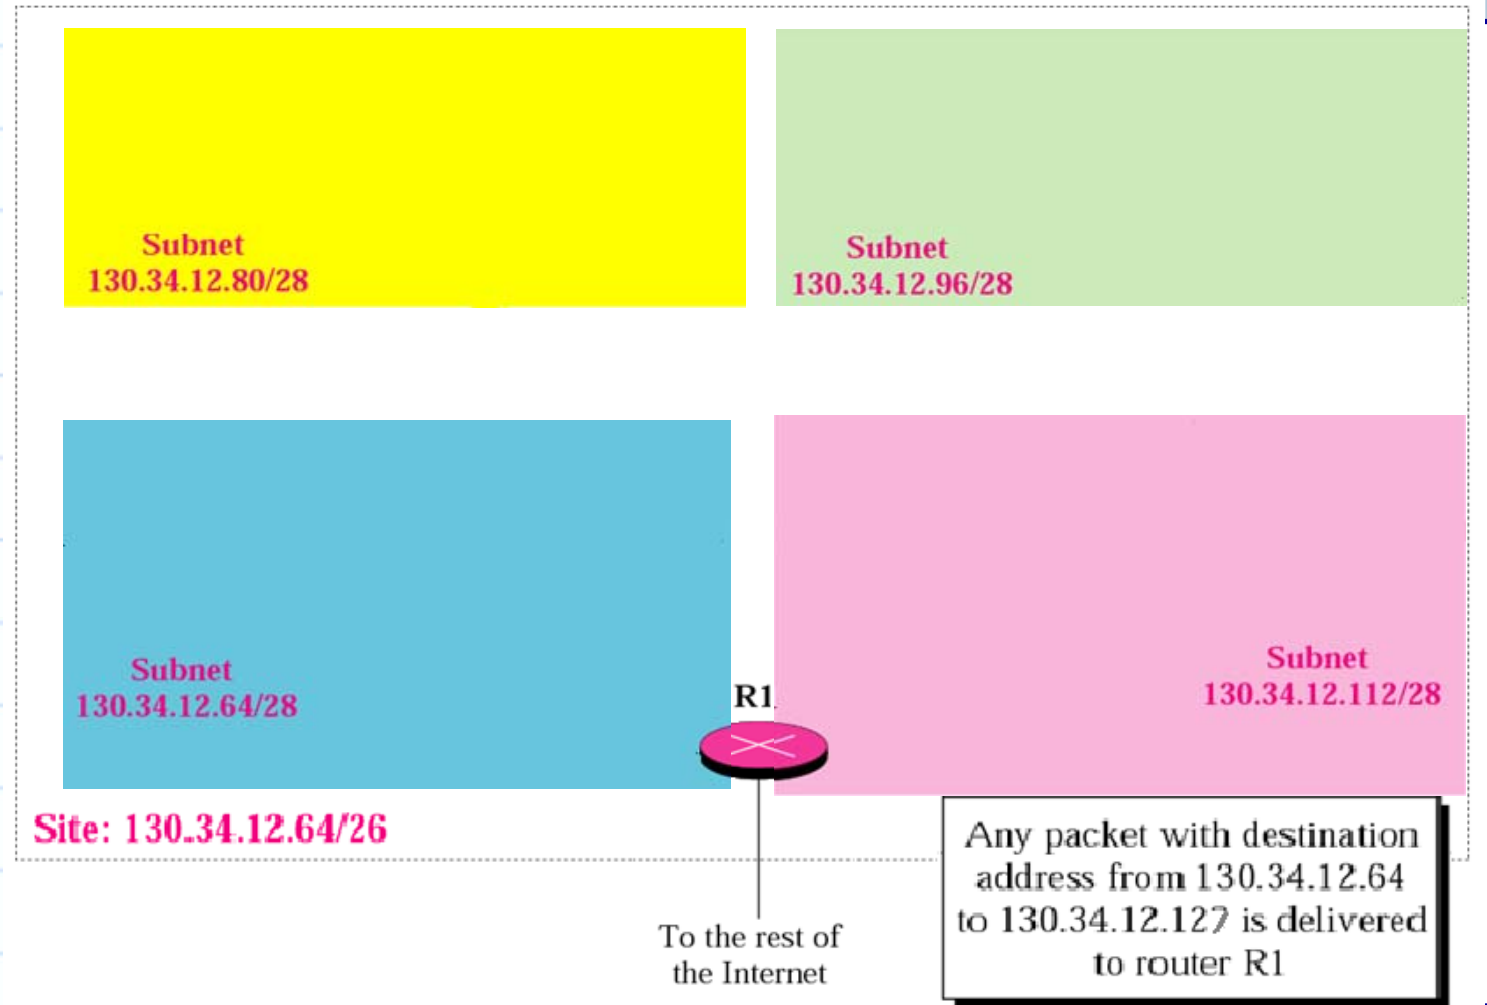 Subnet
130.34.12.80/28
Subnet
130.34.12.96/28
Subnet
130.34.12.64/28
Subnet
130.34.12.112/28
R1
Site: 130.34.12.64/26
To the rest of
the Internet
Any packet with destination
address from 130.34.12.64
to 130.34.12.127 is delivered
to router R1